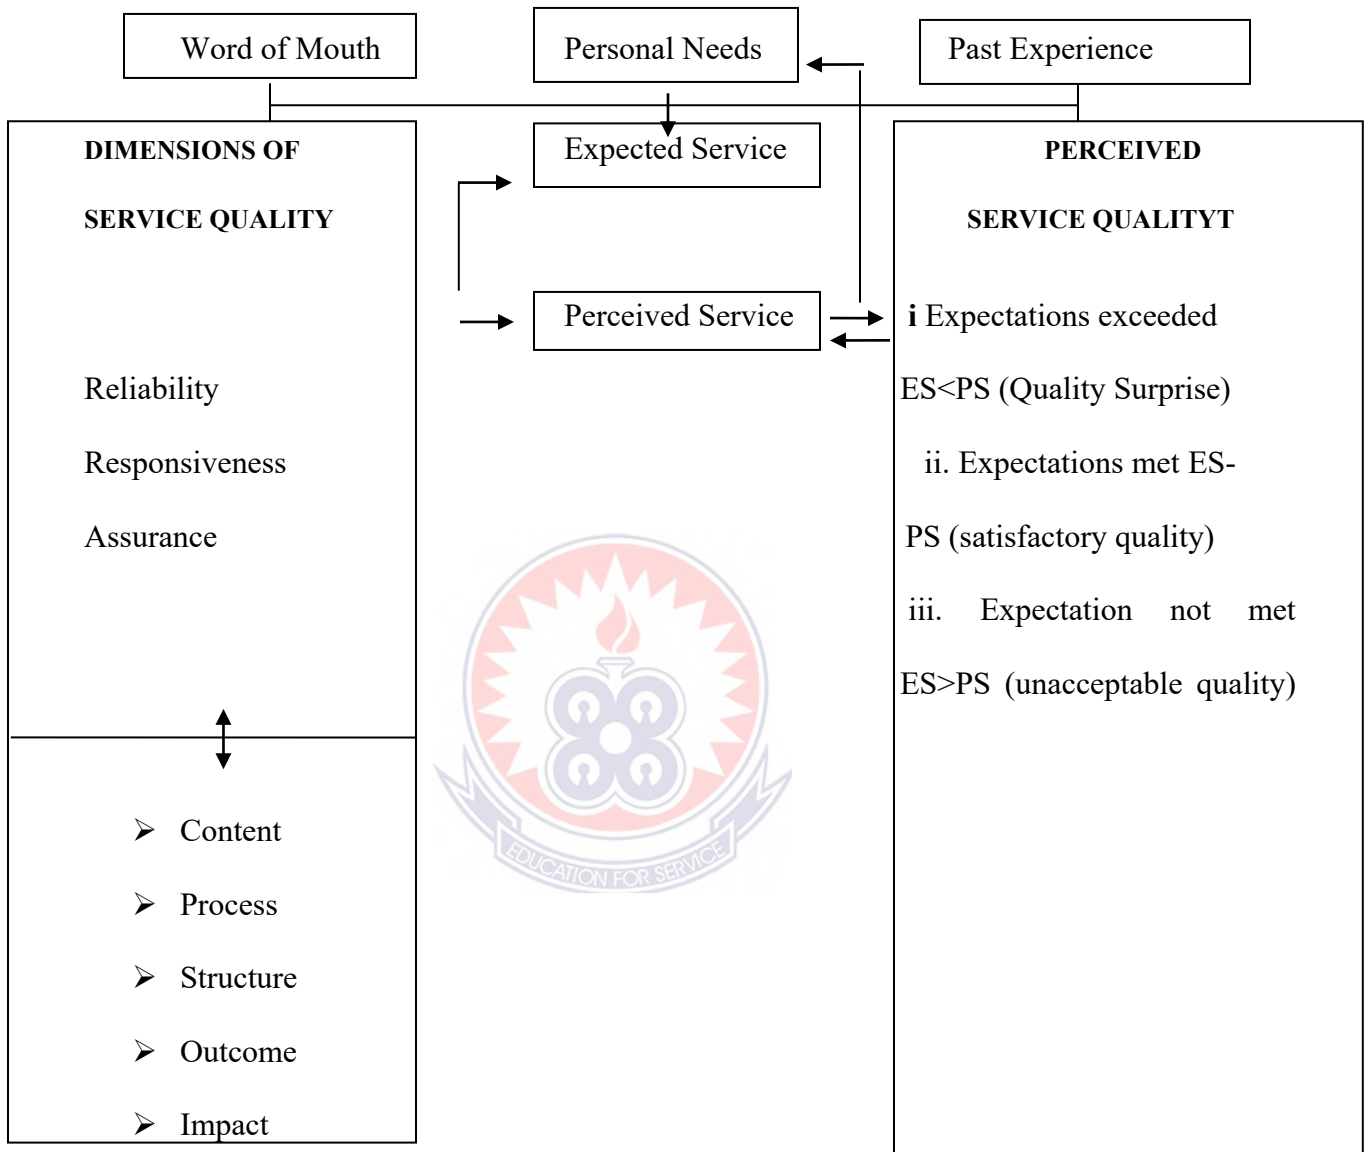 Word of Mouth
Personal Needs
Past Experience
DIMENSIONS OF
SERVICE QUALITY
Reliability
Responsiveness
Assurance
➢ Content
➢ Process
➢ Structure
➢ Outcome
➢ Impact
Expected Service
Perceived Service
PERCEIVED
SERVICE QUALITYT
i Expectations exceeded
ES<PS (Quality Surprise)
ii. Expectations met ES-
PS (satisfactory quality)
iii. Expectation not met
ES>PS (unacceptable quality)
EDUCATION FOR SERVICE